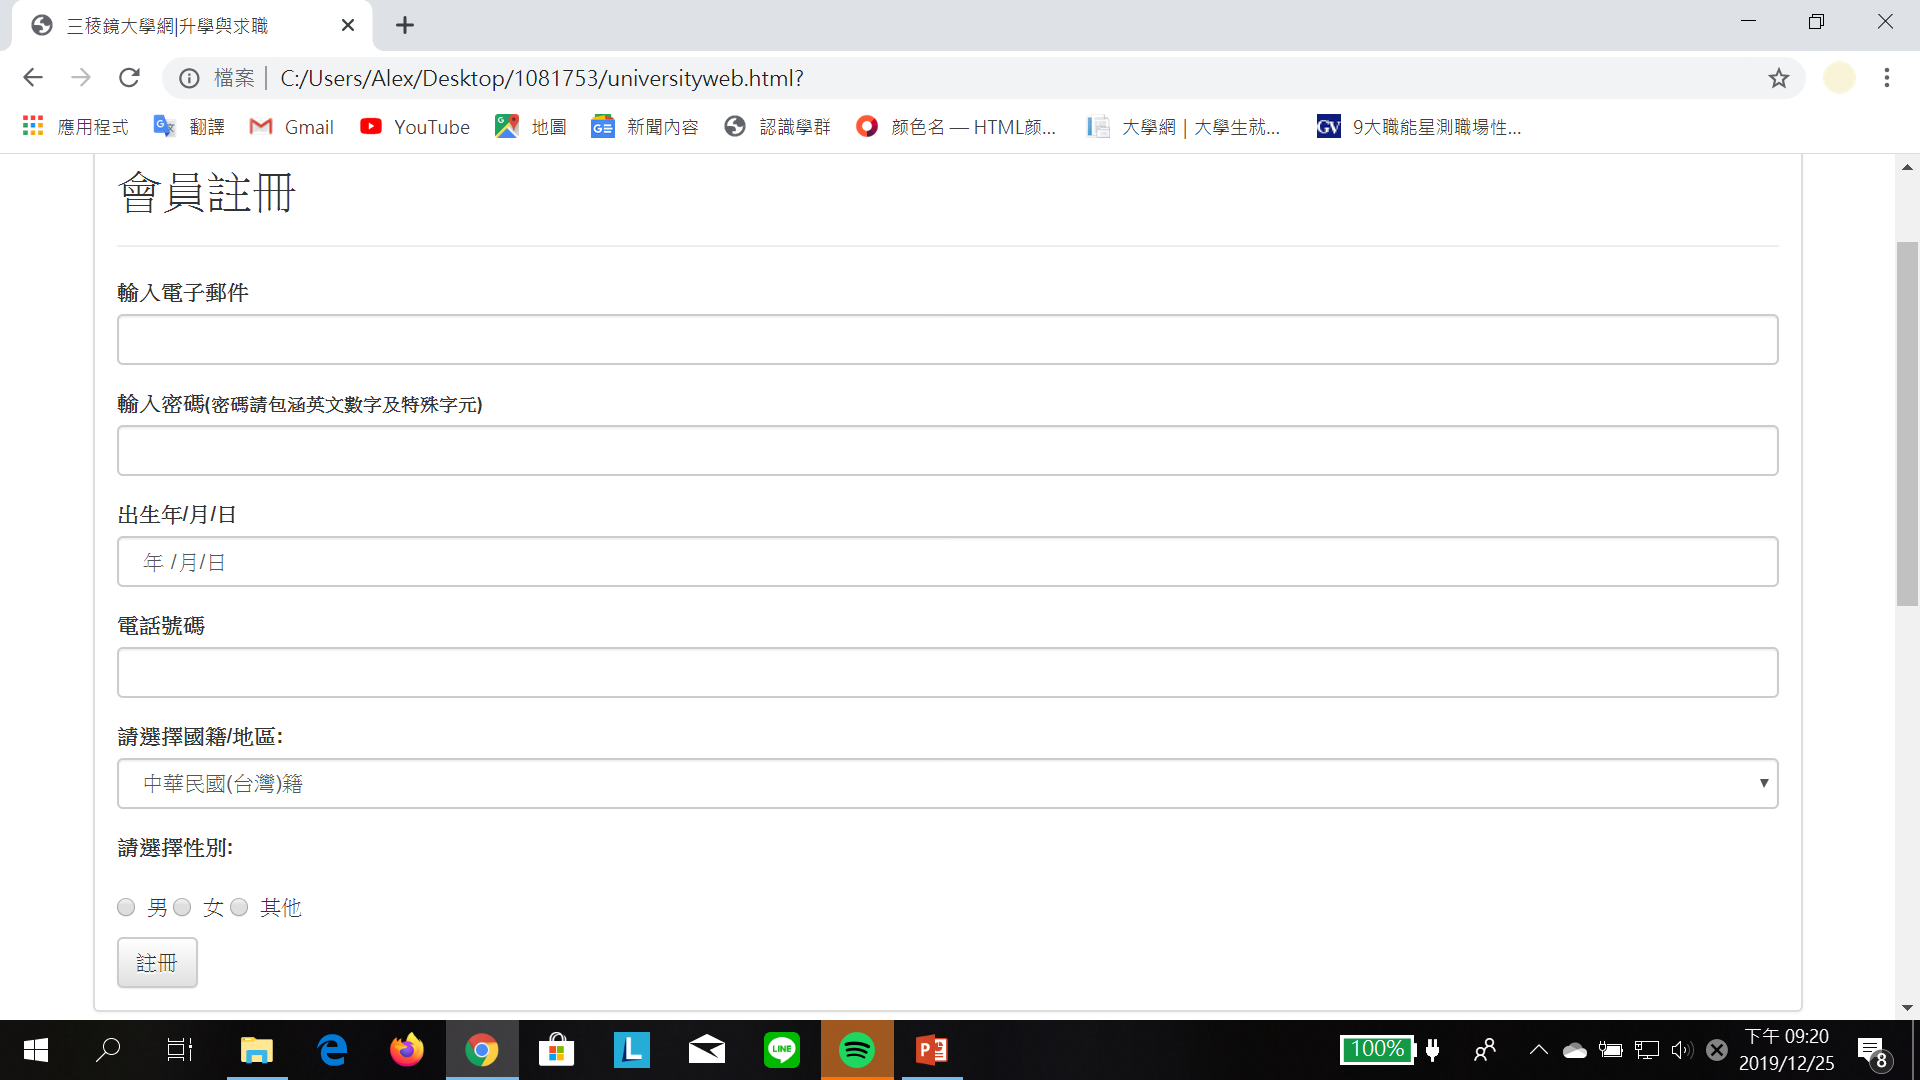 三稜鏡大學網|升學與求職
檔案 C:/Users/Alex/Desktop/1081753/universityweb.html?
應用程式 翻譯 Gmail YouTube 地圖 新聞內容 認識學群 颜色名 — HTML颜... 大學網 | 大學生就... GV 9大職能星測職場性...
會員註冊
輸入電子郵件
輸入密碼(密碼請包涵英文數字及特殊字元)
出生年/月/日
年 /月/日
電話號碼
請選擇國籍/地區:
中華民國(台灣)籍
請選擇性別:
男 女 其他
註冊
L LINE P 100% 下午 09:20
2019/12/25 8